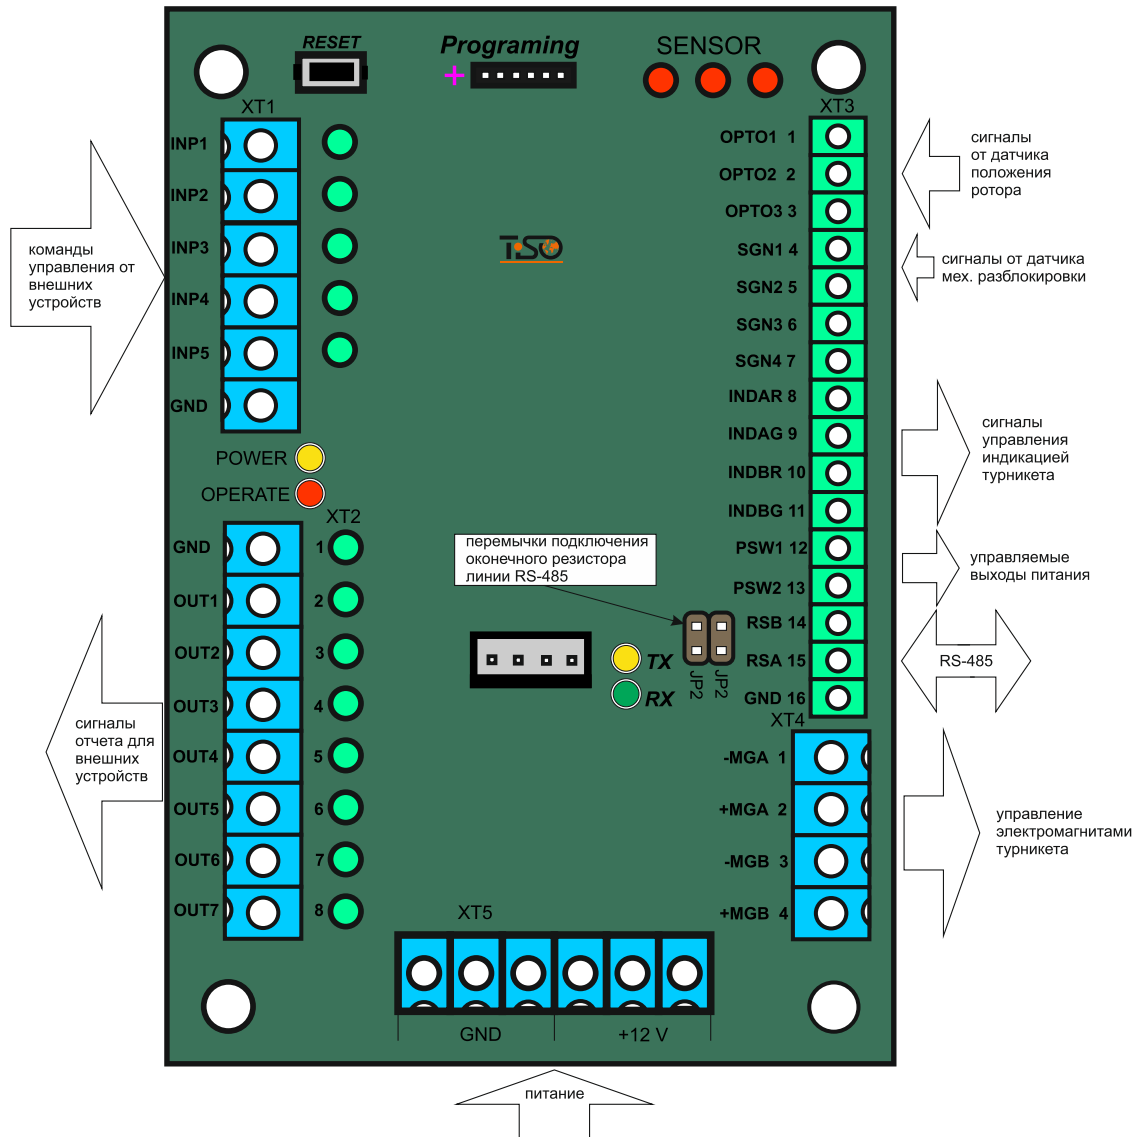 RESET
Programing
+
SENSOR
XT1
INP1
INP2
INP3
INP4
INP5
GND
команды
управления от
внешних
устройств
POWER
OPERATE
XT2
GND 1
OUT1 2
OUT2 3
OUT3 4
OUT4 5
OUT5 6
OUT6 7
OUT7 8
сигналы
отчета для
внешних
устройств
TiSO
перемычки подключения
оконечного резистора
линии RS-485
TX
RX
JP2
JP2
XT3
OPTO1 1
OPTO2 2
OPTO3 3
SGN1 4
SGN2 5
SGN3 6
SGN4 7
INDAR 8
INDAG 9
INDBR 10
INDBG 11
PSW1 12
PSW2 13
RSB 14
RSA 15
GND 16
сигналы
от датчика
положения
ротора
сигналы от датчика
мех. разблокировки
сигналы
управления
индикацией
турникета
управляемые
выходы питания
RS-485
XT4
-MGA 1
+MGA 2
-MGB 3
+MGB 4
управление
электромагнитами
турникета
XT5
GND
+12 V
питание